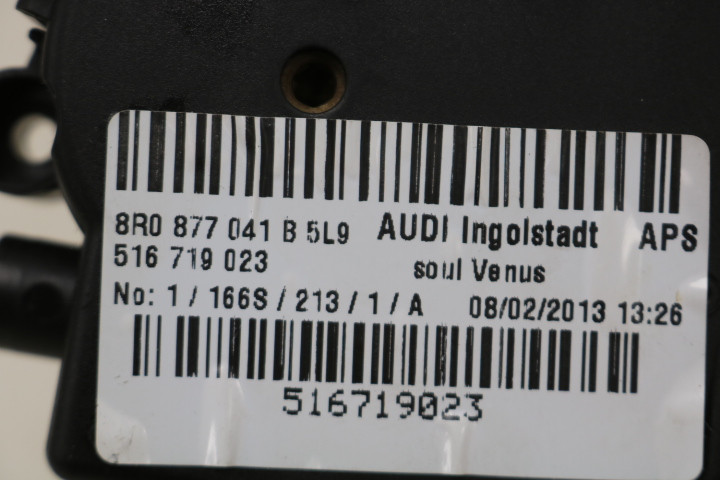 8R0 877 041 B 5L9 AUDI Ingolstadt APS
516 719 023 soul Venus
No: 1 / 166S / 213 / 1 / A 08/02/2013 13:26
516719023